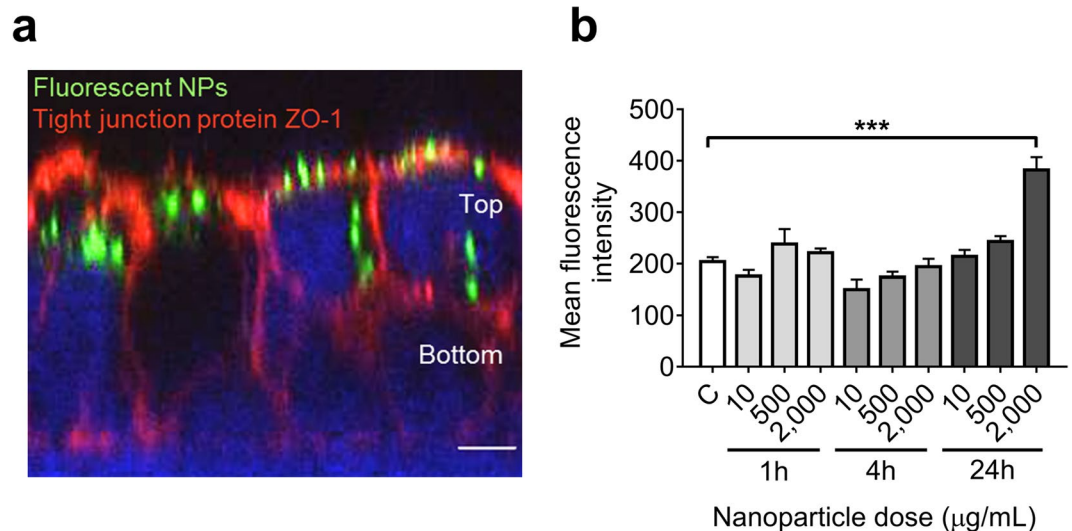 a
Fluorescent NPs
Tight junction protein ZO-1
Top
Bottom
b
Mean fluorescence
intensity
500
400
300
200
100
0
***
C
10
500
2,000
10
500
2,000
10
500
2,000
1h
4h
24h
Nanoparticle dose (μg/mL)